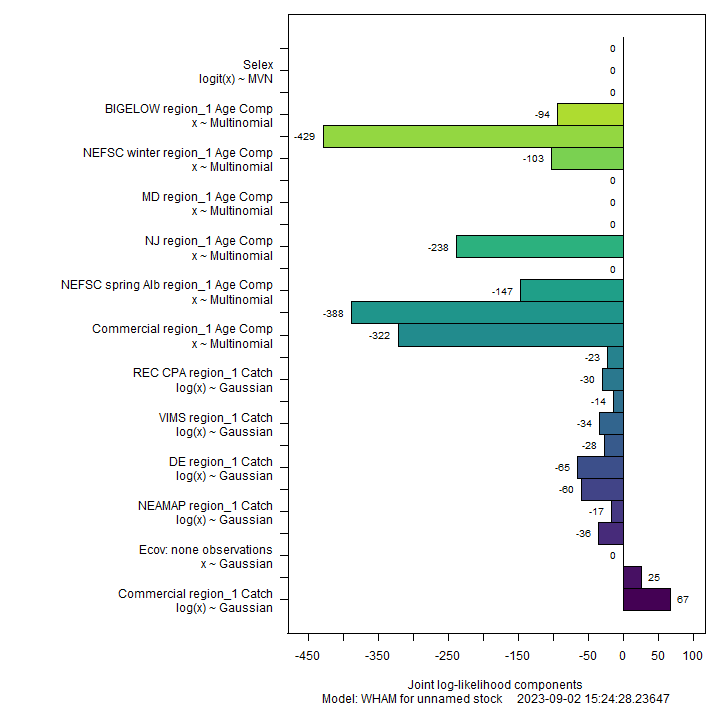 0
Selex
logit(x) ~ MVN
0
0
BIGELOW region_1 Age Comp
x ~ Multinomial
-94
-429
NEFSC winter region_1 Age Comp
x ~ Multinomial
-103
0
MD region_1 Age Comp
x ~ Multinomial
0
0
NJ region_1 Age Comp
x ~ Multinomial
-238
0
NEFSC spring Alb region_1 Age Comp
x ~ Multinomial
-147
-388
Commercial region_1 Age Comp
x ~ Multinomial
-322
-23
REC CPA region_1 Catch
log(x) ~ Gaussian
-30
-14
VIMS region_1 Catch
log(x) ~ Gaussian
-34
-28
DE region_1 Catch
log(x) ~ Gaussian
-65
-60
NEAMAP region_1 Catch
log(x) ~ Gaussian
-17
-36
Ecov: none observations
x ~ Gaussian
0
25
Commercial region_1 Catch
log(x) ~ Gaussian
67
-450 -350 -250 -150 -50 0 50 100
Joint log-likelihood components
Model: WHAM for unnamed stock 2023-09-02 15:24:28.23647